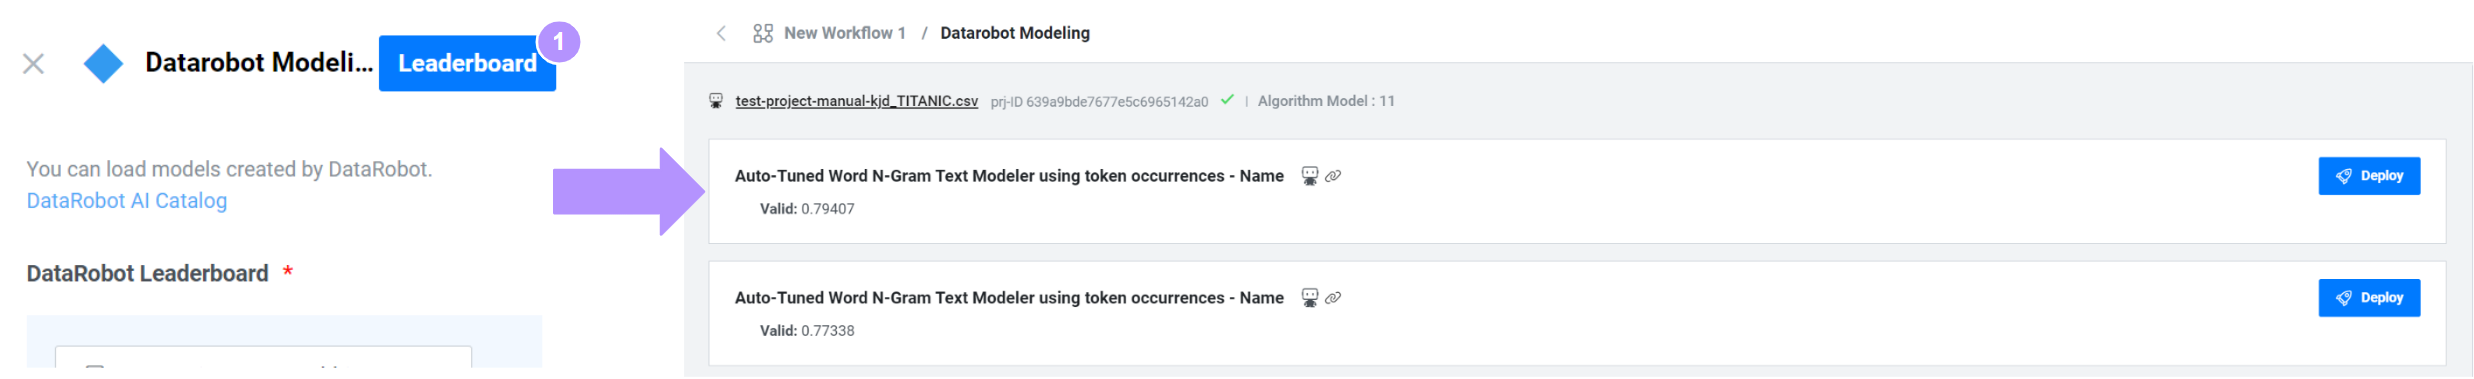 Datarobot Modeli...
Leaderboard
1
You can load models created by DataRobot.
DataRobot AI Catalog
DataRobot Leaderboard *
New Workflow 1 / Datarobot Modeling
test-project-manual-kjd_TITANIC.csv prj-ID 639a9bde7677e5c6965142a0 | Algorithm Model : 11
Auto-Tuned Word N-Gram Text Modeler using token occurrences - Name
Deploy
Valid: 0.79407
Auto-Tuned Word N-Gram Text Modeler using token occurrences - Name
Deploy
Valid: 0.77338